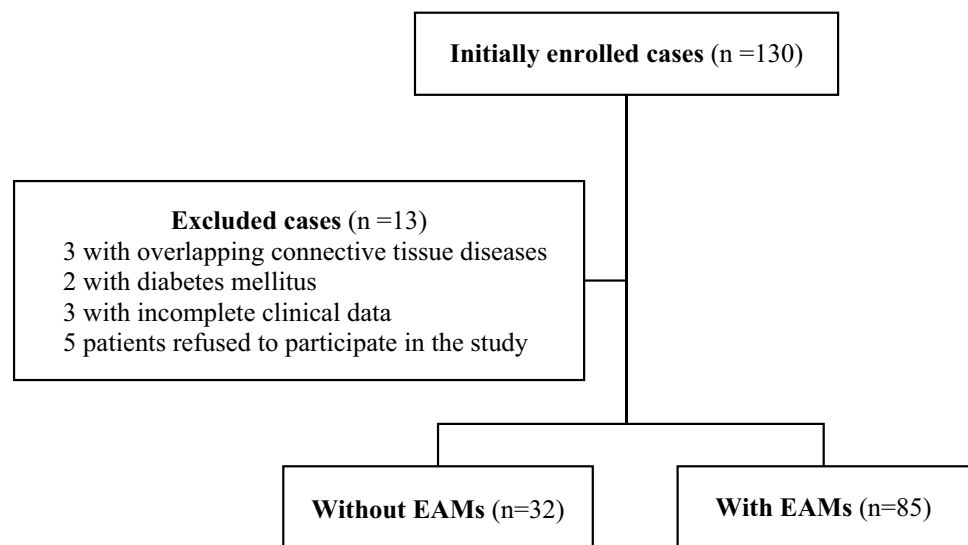 Initially enrolled cases (n =130)
Excluded cases (n =13)
3 with overlapping connective tissue diseases
2 with diabetes mellitus
3 with incomplete clinical data
5 patients refused to participate in the study
Without EAMs (n=32)
With EAMs (n=85)